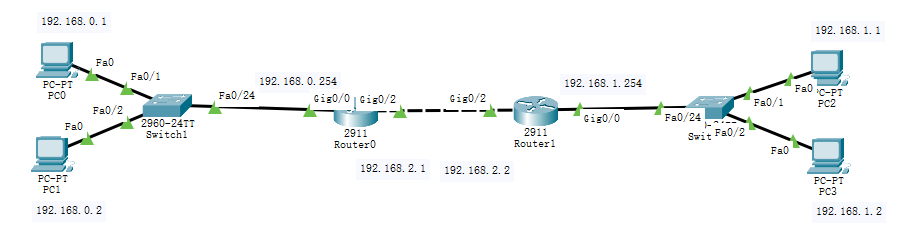 192.168.0.1
Fa0
PC-PT
PC0
Fa0/1
Fa0/2
Fa0
PC-PT
PC1
192.168.0.2
2960-24TT
Switch1
Fa0/24
192.168.0.254
Gig0/0
Gig0/2
2911
Router0
192.168.2.1
Gig0/2
192.168.2.2
2911
Router1
192.168.1.254
Gig0/0
Fa0/24
Swit
Fa0/1
Fa0/2
192.168.1.1
Fa0
PC-PT
PC2
Fa0
PC-PT
PC3
192.168.1.2